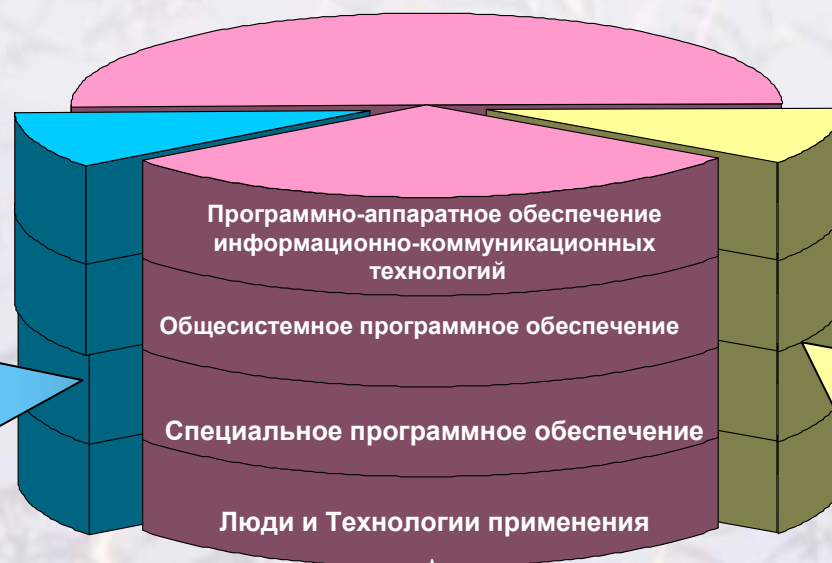 Программно-аппаратное обеспечение
информационно-коммуникационных
технологий
Общесистемное программное обеспечение
Специальное программное обеспечение
Люди и Технологии применения